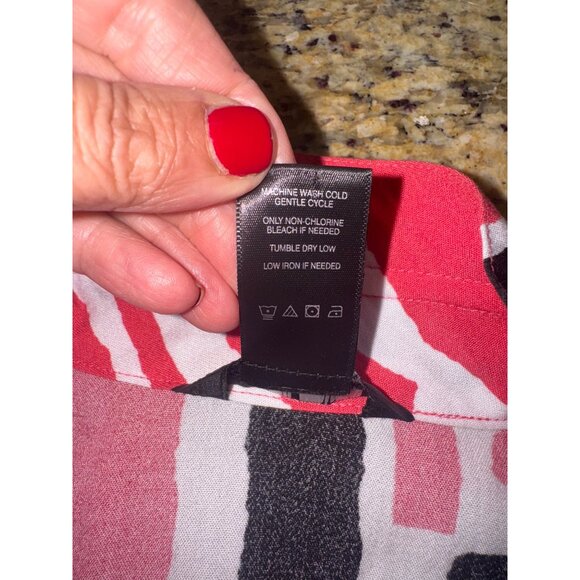 MACHINE WASH COLD
GENTLE CYCLE
ONLY NON-CHLORINE
BLEACH IF NEEDED
TUMBLE DRY LOW
LOW IRON IF NEEDED